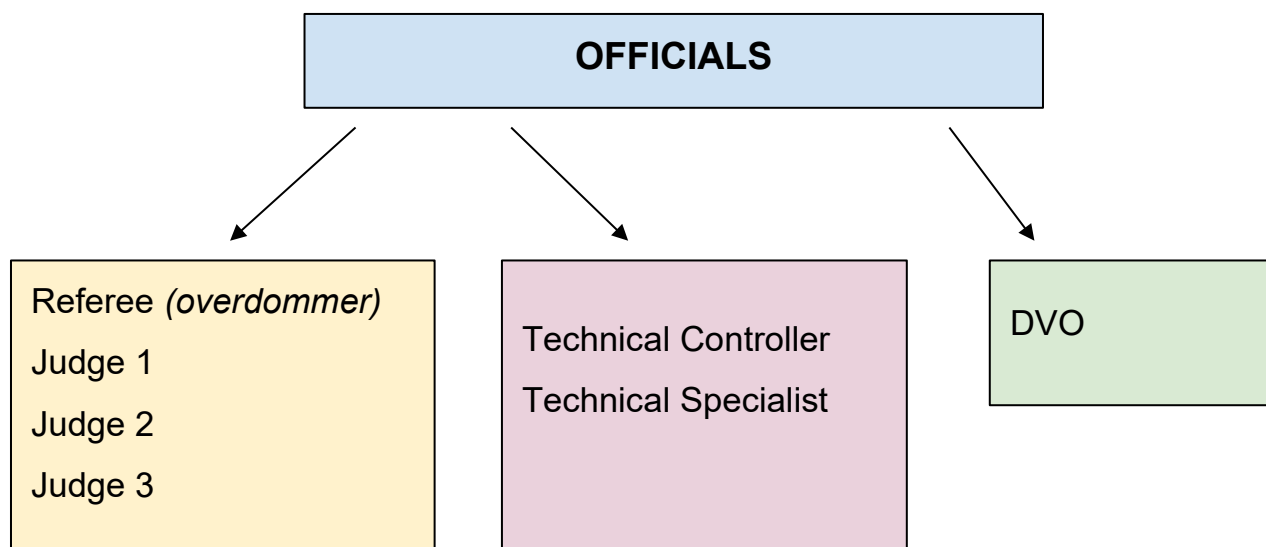 OFFICIALS
Referee (overdommer)
Judge 1
Judge 2
Judge 3
Technical Controller
Technical Specialist
DVO